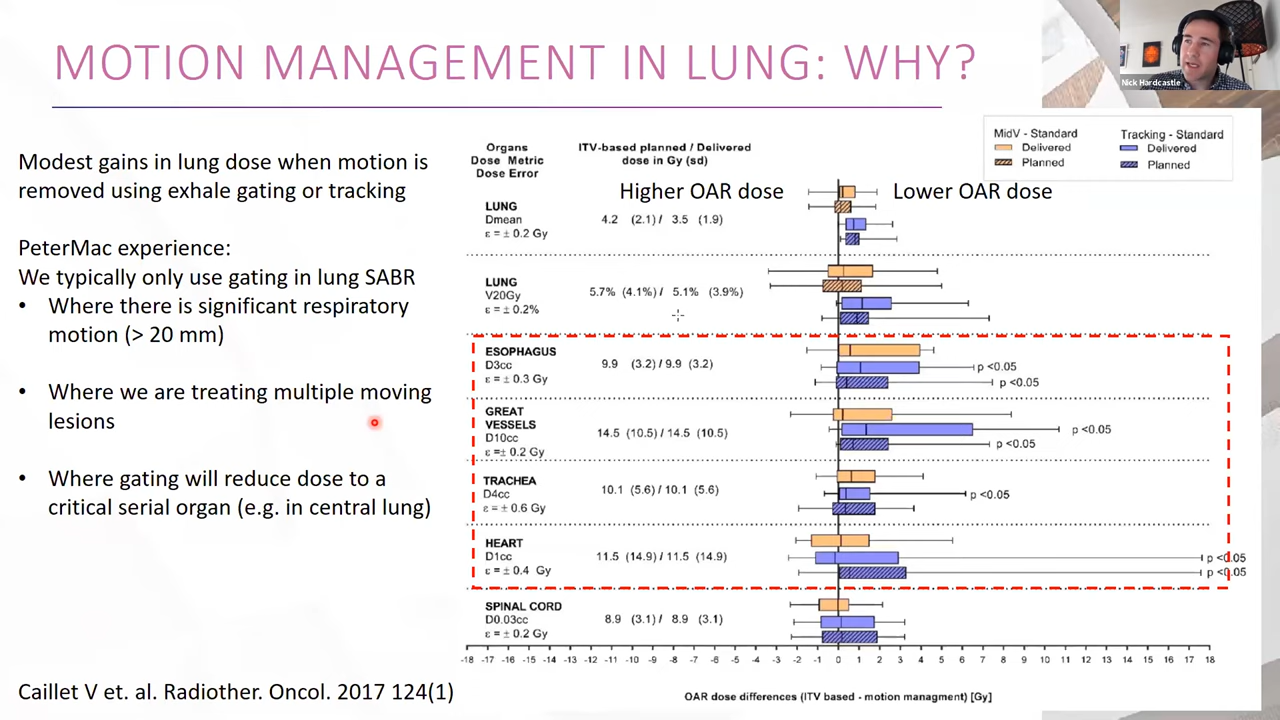 MOTION MANAGEMENT IN LUNG: WHY?
Nick Hardcastle
Modest gains in lung dose when motion is
removed using exhale gating or tracking
PeterMac experience:
We typically only use gating in lung SABR
• Where there is significant respiratory
motion (> 20 mm)
• Where we are treating multiple moving
lesions
• Where gating will reduce dose to a
critical serial organ (e.g. in central lung)
Caillet V et. al. Radiother. Oncol. 2017 124(1)
Organs
Dose Metric
Dose Error
ITV-based planned / Delivered
dose in Gy (sd)
MidV - Standard
Delivered
Planned
Tracking - Standard
Delivered
Planned
Higher OAR dose
Lower OAR dose
LUNG
Dmean
ε = ± 0.2 Gy
4.2 (2.1) / 3.5 (1.9)
LUNG
V20Gy
ε = ± 0.2%
5.7% (4.1%) / 5.1% (3.9%)
ESOPHAGUS
D3cc
ε = ± 0.3 Gy
9.9 (3.2) / 9.9 (3.2)
p <0.05
p <0.05
GREAT
VESSELS
D10cc
ε =± 0.2 Gy
14.5 (10.5) / 14.5 (10.5)
p <0.05
p <0.05
TRACHEA
D4cc
ε = ± 0.6 Gy
10.1 (5.6) / 10.1 (5.6)
p <0.05
HEART
D1cc
ε = ± 0.4 Gy
11.5 (14.9) / 11.5 (14.9)
p <0.05
p <0.05
SPINAL CORD
D0.03cc
ε = ± 0.2 Gy
8.9 (3.1) / 8.9 (3.1)
-18 -17 -16 -15 -14 -13 -12 -11 -10 -9 -8 -7 -6 -5 -4 -3 -2 -1 0 1 2 3 4 5 6 7 8 9 10 11 12 13 14 15 16 17 18
OAR dose differences (ITV based - motion managment) [Gy]